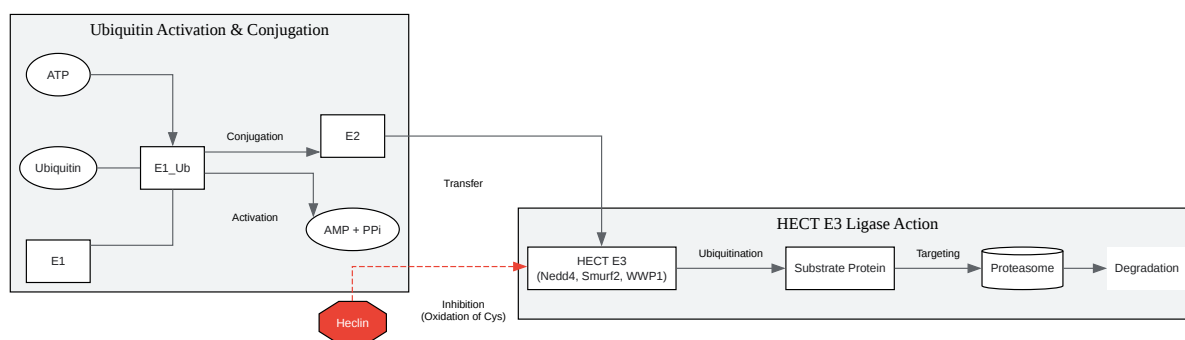 Ubiquitin Activation & Conjugation
ATP
Conjugation
E2
Ubiquitin
E1_Ub
Transfer
Activation
AMP + PPi
E1
HECT E3 Ligase Action
HECT E3
(Nedd4, Smurf2, WWP1)
Ubiquitination
Substrate Protein
Targeting
Proteasome
Degradation
Inhibition
(Oxidation of Cys)
Heclin